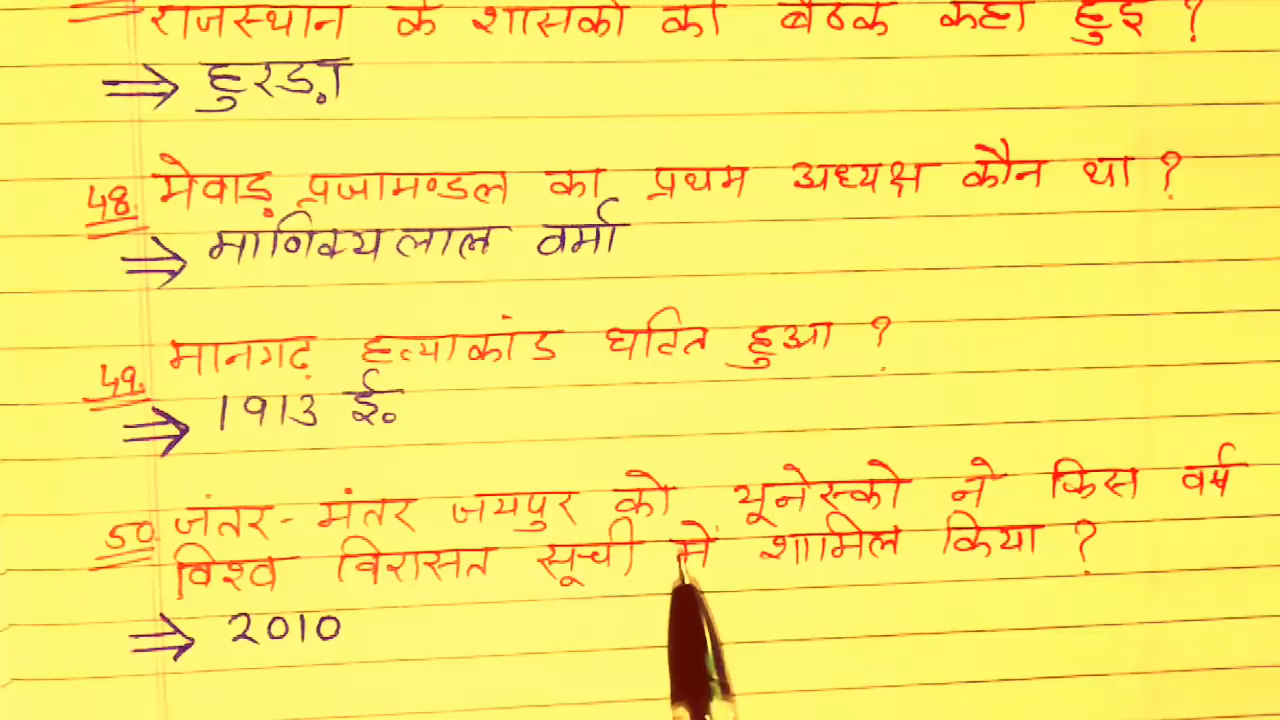 राजस्थान के शासकों की बैठक कहाँ हुई ?
⇒ हुरड़ा
48. मेवाड़ प्रजामण्डल का प्रथम अध्यक्ष कौन था ?
⇒ माणिक्यलाल वर्मा
49. मानगढ़ हत्याकांड घटित हुआ ?
⇒ 1913 ई.
50 जंतर - मंतर जयपुर को यूनेस्को ने किस वर्ष
विश्व विरासत सूची में शामिल किया ?
⇒ 2010